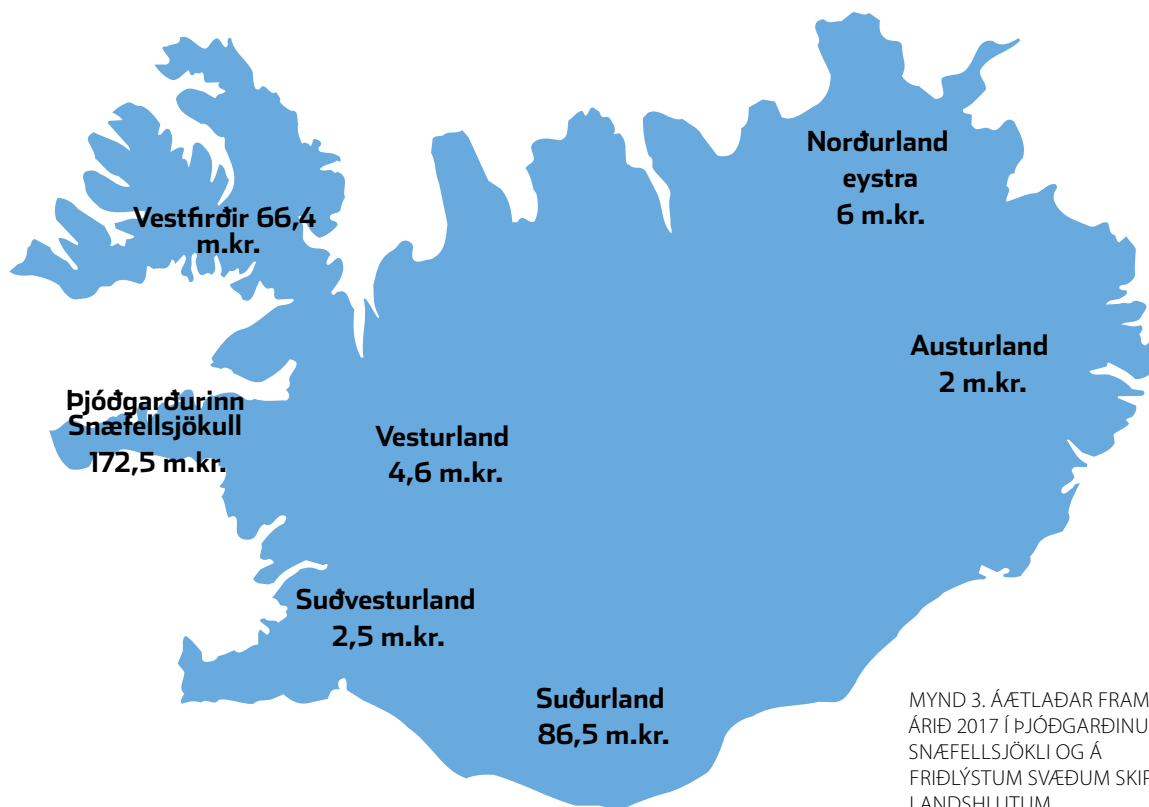 Norðurland
eystra
6 m.kr.
Vestfirðir 66,4
m.kr.
Austurland
2 m.kr.
Þjóðgarðurinn
Snæfellsjökull
172,5 m.kr.
Vesturland
4,6 m.kr.
Suðvesturland
2,5 m.kr.
Suðurland
86,5 m.kr.
MYND 3. ÁÆTLAÐAR FRAM
ÁRIÐ 2017 Í ÞJÓÐGARÐINU
SNÆFELLSJÖKLI OG Á
FRIÐLÝSTUM SVÆÐUM SKIP
LANDSHLUTUM